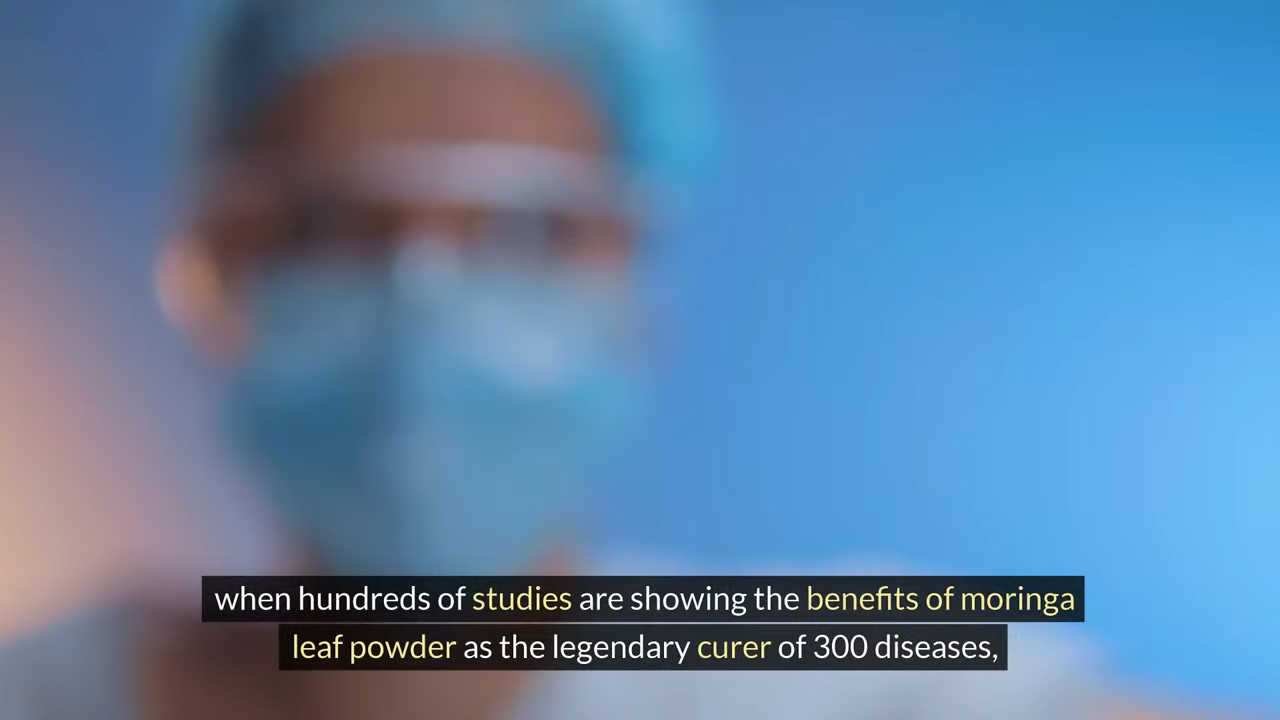 when hundreds of studies are showing the benefits of moringa
leaf powder as the legendary curer of 300 diseases,